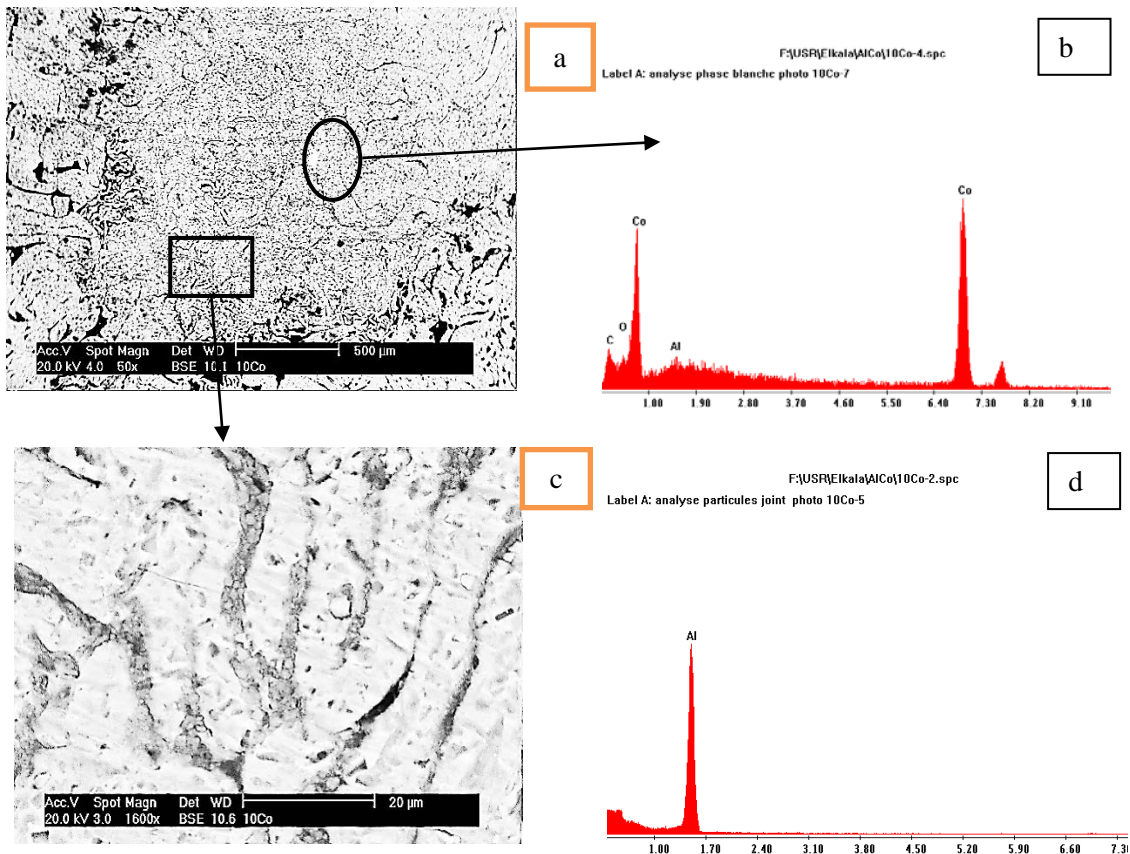 a
F:\USR\Elkala\AlCo\10Co-4.spc
b
Label A: analyse phase blanche photo 10Co-7
Co
Co
O
C
Al
1.00 1.90 2.80 3.70 4.60 5.50 6.40 7.30 8.20 9.10
Acc.V Spot Magn Det WD 500 µm
20.0 kV 4.0 50x BSE 10.1 10Co
c
F:\USR\Elkala\AlCo\10Co-2.spc
d
Label A: analyse particules joint photo 10Co-5
Al
1.00 1.70 2.40 3.10 3.80 4.50 5.20 5.90 6.60 7.30
Acc.V Spot Magn Det WD 20 µm
20.0 kV 3.0 1600x BSE 10.6 10Co